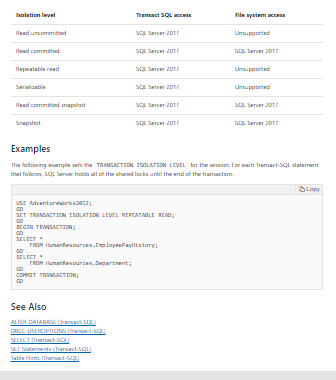 Isolation level Transact SQL access File system access
Read uncommitted SQL Server 2017 Unsupported
Read committed SQL Server 2017 SQL Server 2017
Repeatable read SQL Server 2017 Unsupported
Serializable SQL Server 2017 Unsupported
Read committed snapshot SQL Server 2017 SQL Server 2017
Snapshot SQL Server 2017 SQL Server 2017
Examples
The following example sets the TRANSACTION ISOLATION LEVEL for the session. For each Transact-SQL statement
that follows, SQL Server holds all of the shared locks until the end of the transaction.
Copy
USE AdventureWorks2012;
GO
SET TRANSACTION ISOLATION LEVEL REPEATABLE READ;
GO
BEGIN TRANSACTION;
GO
SELECT *
FROM HumanResources.EmployeePayHistory;
GO
SELECT *
FROM HumanResources.Department;
GO
COMMIT TRANSACTION;
GO
See Also
ALTER DATABASE (Transact-SQL)
DBCC USEROPTIONS (Transact-SQL)
SELECT (Transact-SQL)
SET Statements (Transact-SQL)
Table Hints (Transact-SQL)